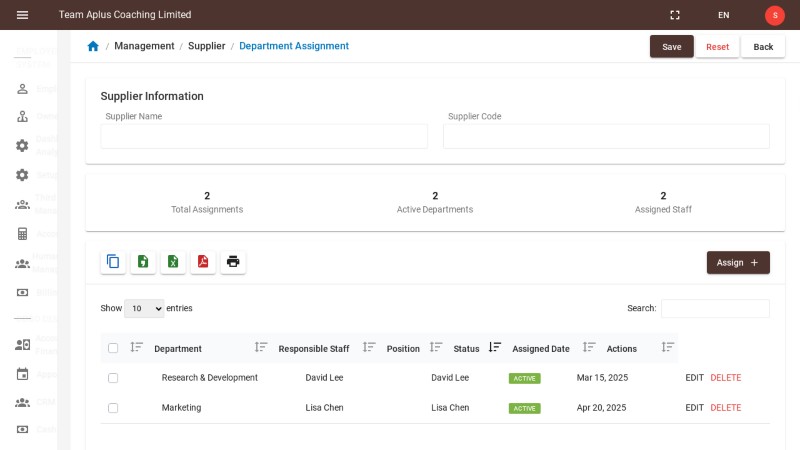 Team Aplus Coaching Limited
EN
S
/ Management / Supplier / Department Assignment
Save
Reset
Back
Supplier Information
Supplier Name
Supplier Code
2
Total Assignments
2
Active Departments
2
Assigned Staff
Assign +
Show 10 entries
Search:
Department
Responsible Staff
Position
Status
Assigned Date
Actions
Research & Development
David Lee
David Lee
ACTIVE
Mar 15, 2025
EDIT
DELETE
Marketing
Lisa Chen
Lisa Chen
ACTIVE
Apr 20, 2025
EDIT
DELETE